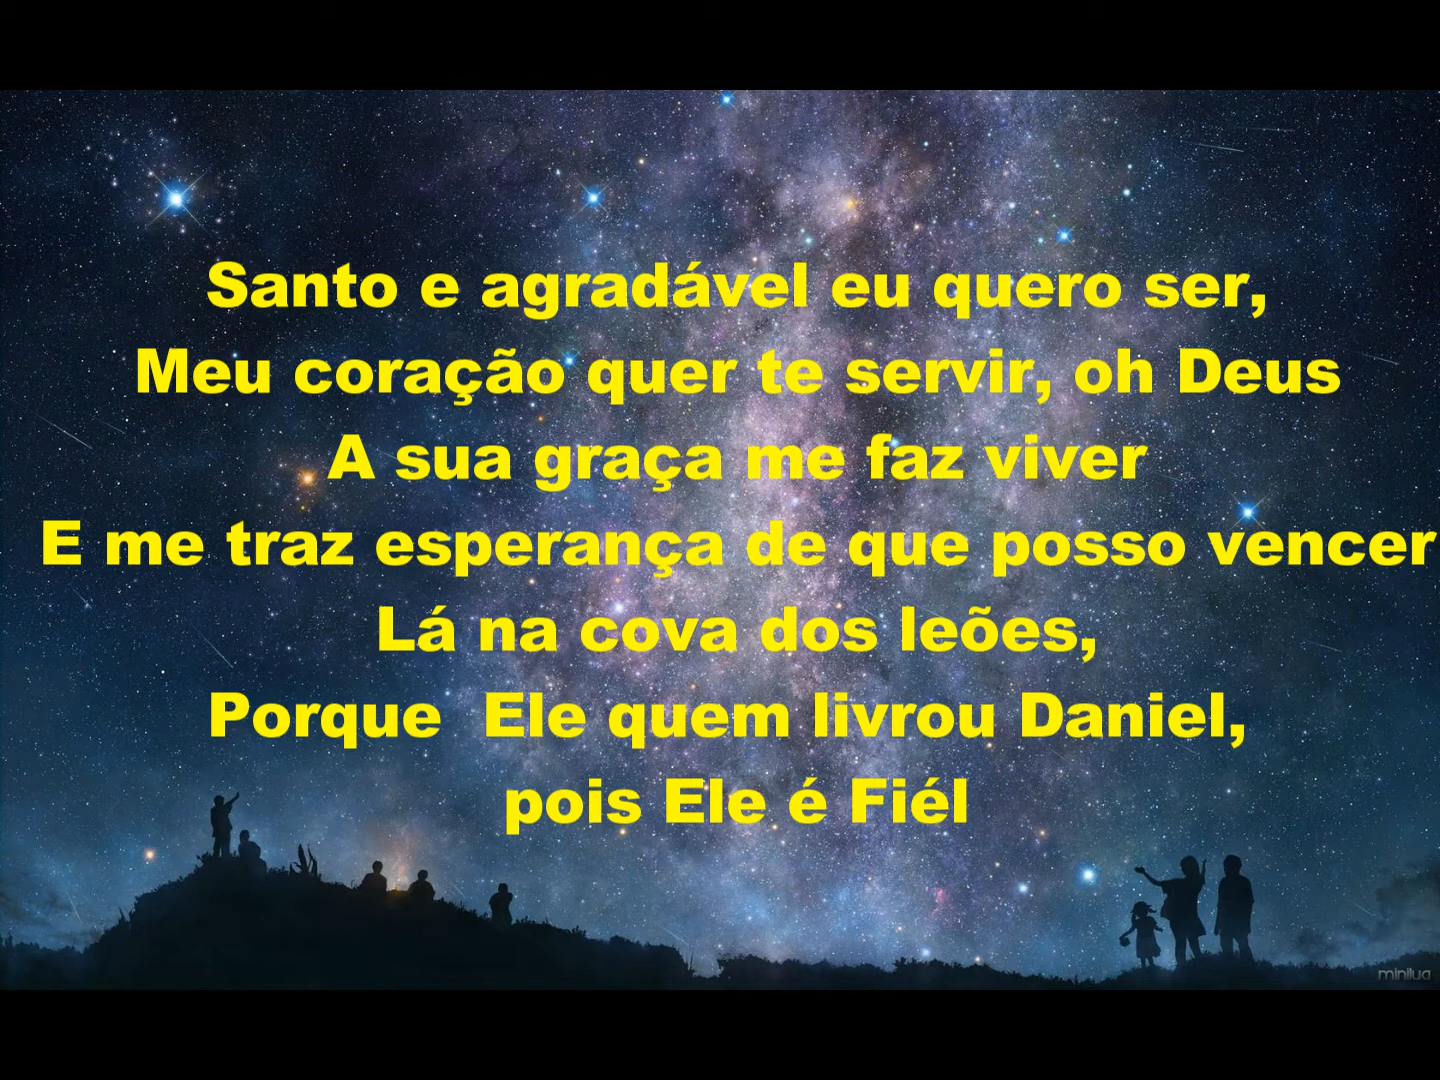 Santo e agradável eu quero ser,
Meu coração quer te servir, oh Deus
A sua graça me faz viver
E me traz esperança de que posso vencer
Lá na cova dos leões,
Porque  Ele quem livrou Daniel,
pois Ele é Fiél
minilua